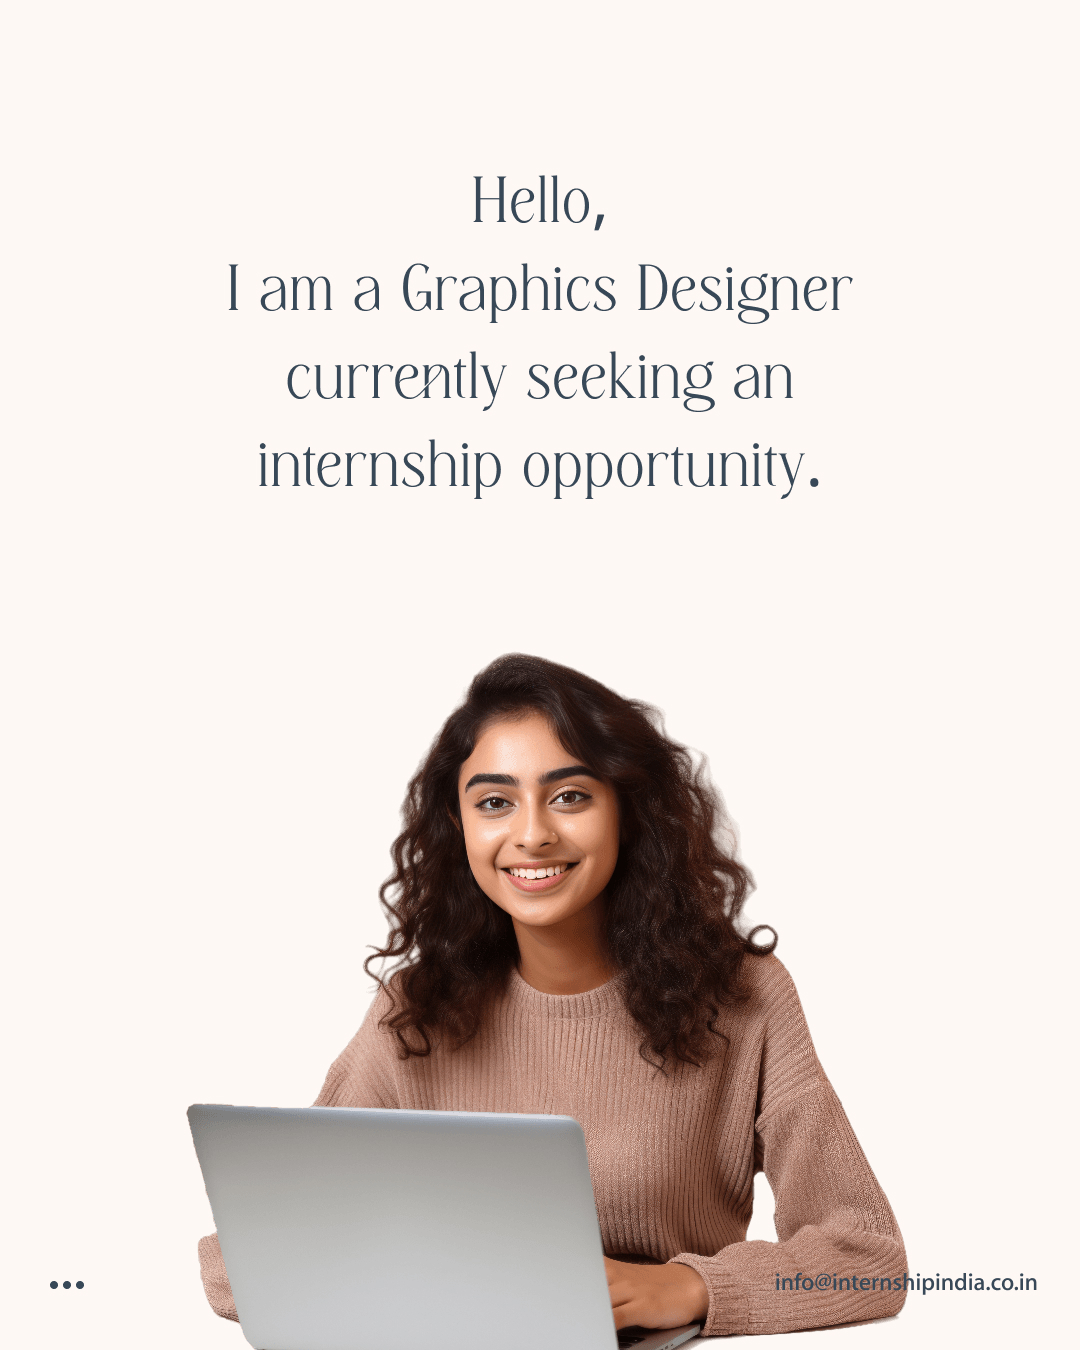 Hello,
I am a Graphics Designer
currently seeking an
internship opportunity.
info@internshipindia.co.in